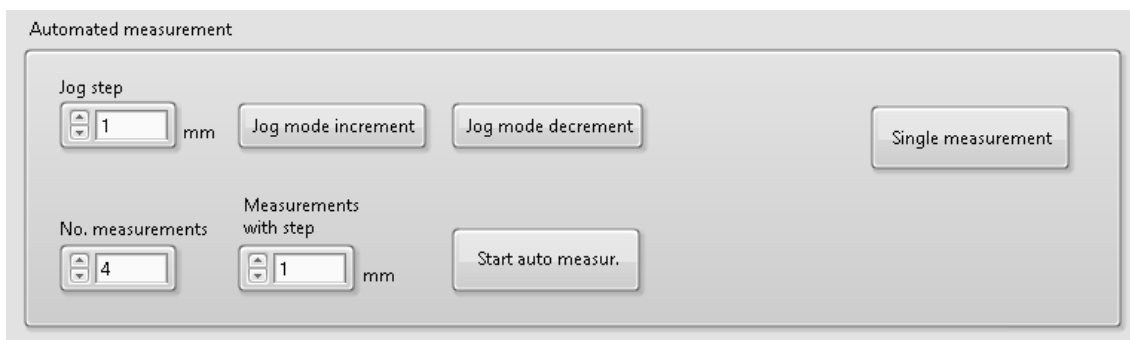 Automated measurement
Jog step
1 mm Jog mode increment Jog mode decrement
Single measurement
Measurements
No. measurements with step
4 1 mm Start auto measur.